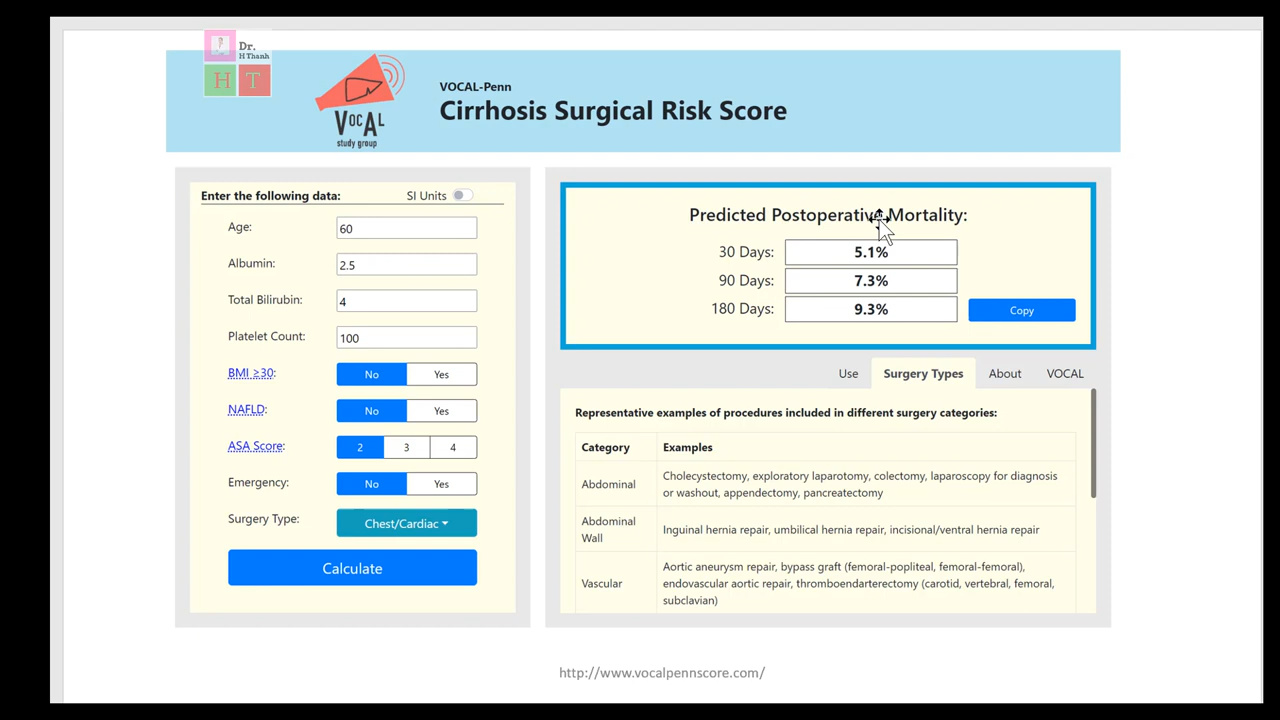 Dr.
H Thanh
H T
VOCAL
study group
VOCAL-Penn
Cirrhosis Surgical Risk Score
Enter the following data: SI Units
Age: 60
Albumin: 2.5
Total Bilirubin: 4
Platelet Count: 100
BMI ≥30: No Yes
NAFLD: No Yes
ASA Score: 2 3 4
Emergency: No Yes
Surgery Type: Chest/Cardiac
Calculate
Predicted Postoperative Mortality:
30 Days: 5.1%
90 Days: 7.3%
180 Days: 9.3% Copy
Use Surgery Types About VOCAL
Representative examples of procedures included in different surgery categories:
Category Examples
Abdominal Cholecystectomy, exploratory laparotomy, colectomy, laparoscopy for diagnosis
or washout, appendectomy, pancreatectomy
Abdominal
Wall Inguinal hernia repair, umbilical hernia repair, incisional/ventral hernia repair
Vascular Aortic aneurysm repair, bypass graft (femoral-popliteal, femoral-femoral),
endovascular aortic repair, thromboendarterectomy (carotid, vertebral, femoral,
subclavian)
http://www.vocalpennscore.com/